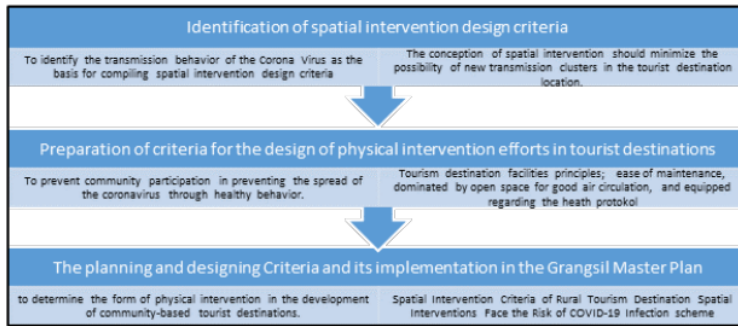 Identification of spatial intervention design criteria
To identify the transmission behavior of the Corona Virus as the
basis for compiling spatial intervention design criteria
The conception of spatial intervention should minimize the
possibility of new transmission clusters in the tourist destination
location.
Preparation of criteria for the design of physical intervention efforts in tourist destinations
To prevent community participation in preventing the spread of
the coronavirus through healthy behavior.
Tourism destination facilities principles; ease of maintenance,
dominated by open space for good air circulation, and equipped
regarding the heath protokol
The planning and designing Criteria and its implementation in the Grangsil Master Plan
to determine the form of physical intervention in the development
of community-based tourist destinations.
Spatial Intervention Criteria of Rural Tourism Destination Spatial
Interventions Face the Risk of COVID-19 Infection scheme